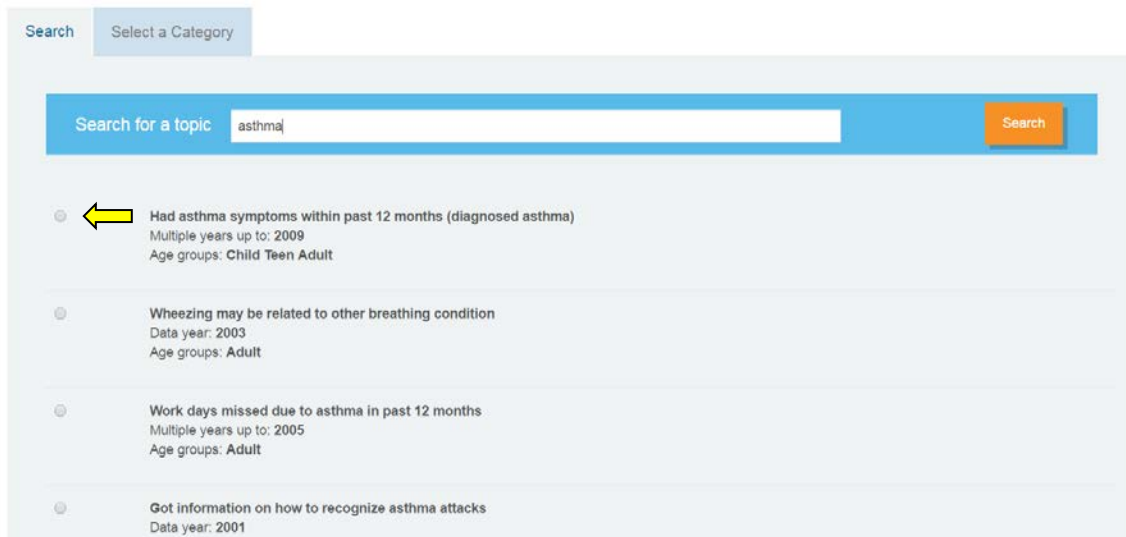 Search Select a Category
Search for a topic asthma Search
Had asthma symptoms within past 12 months (diagnosed asthma)
Multiple years up to: 2009
Age groups: Child Teen Adult
Wheezing may be related to other breathing condition
Data year: 2003
Age groups: Adult
Work days missed due to asthma in past 12 months
Multiple years up to: 2005
Age groups: Adult
Got information on how to recognize asthma attacks
Data year: 2001